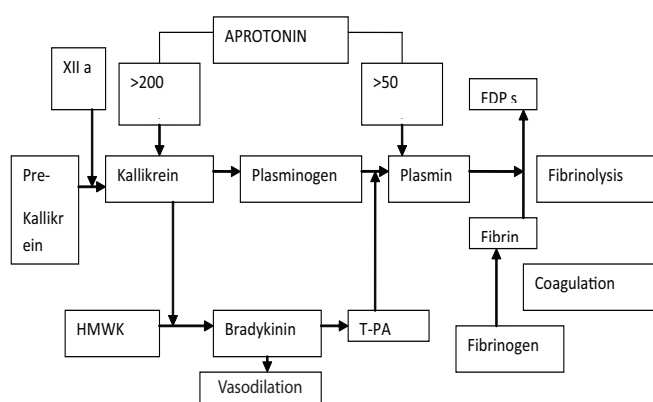 APROTONIN
XII a
>200
>50
FDP s
Pre-
Kallikr
ein
Kallikrein
Plasminogen
Plasmin
Fibrinolysis
Fibrin
Coagulation
HMWK
Bradykinin
T-PA
Fibrinogen
Vasodilation